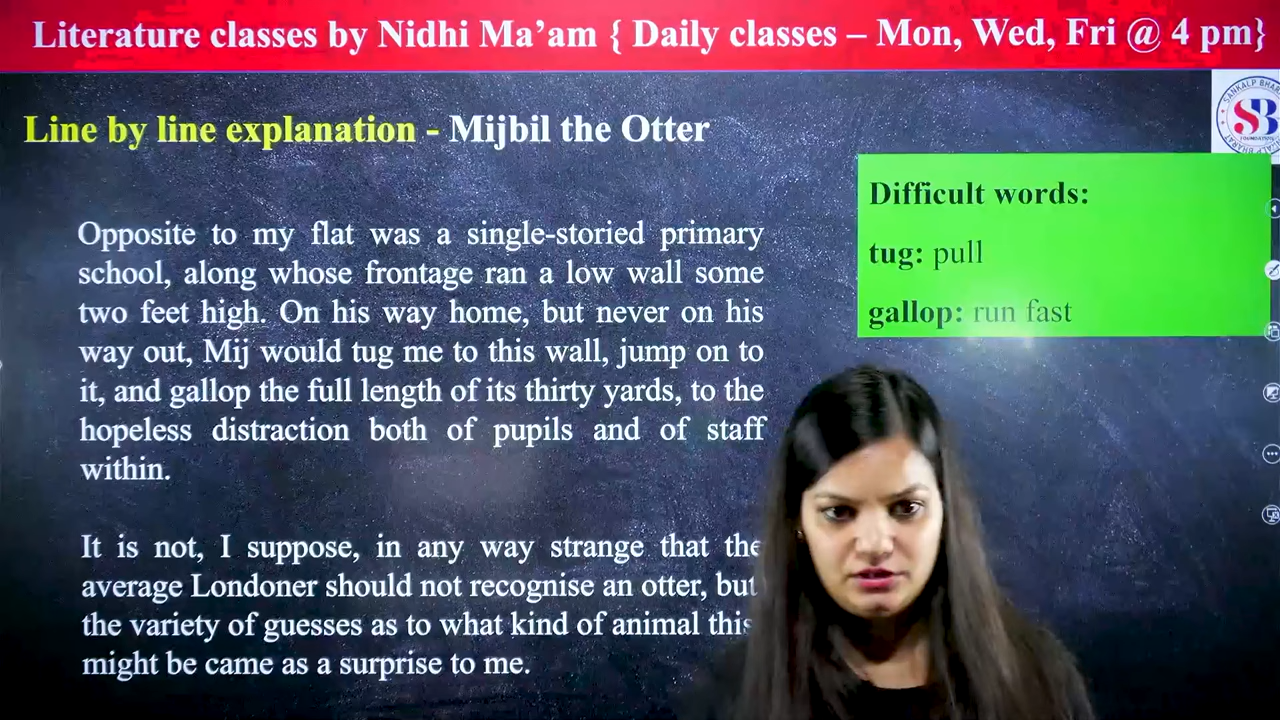 Literature classes by Nidhi Ma’am { Daily classes – Mon, Wed, Fri @ 4 pm}
Line by line explanation - Mijbil the Otter
SB
FOUNDATION
Difficult words:
tug: pull
gallop: run fast
Opposite to my flat was a single-storied primary
school, along whose frontage ran a low wall some
two feet high. On his way home, but never on his
way out, Mij would tug me to this wall, jump on to
it, and gallop the full length of its thirty yards, to the
hopeless distraction both of pupils and of staff
within.
It is not, I suppose, in any way strange that the
average Londoner should not recognise an otter, but
the variety of guesses as to what kind of animal this
might be came as a surprise to me.